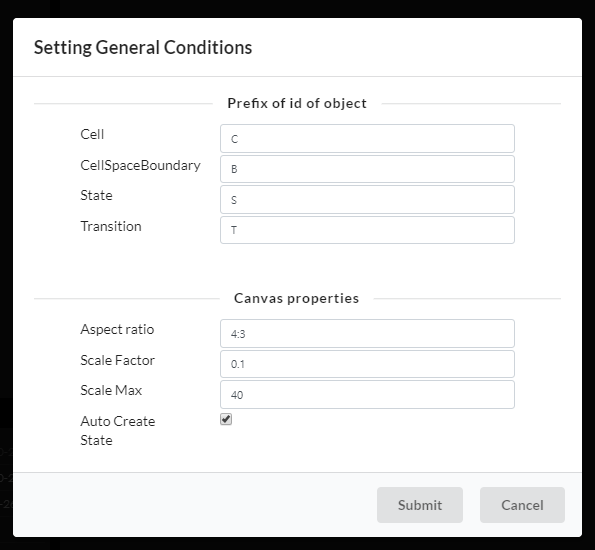 Setting General Conditions
Prefix of id of object
Cell
C
CellSpaceBoundary
B
State
S
Transition
T
Canvas properties
Aspect ratio
4:3
Scale Factor
0.1
Scale Max
40
Auto Create
State
Submit
Cancel